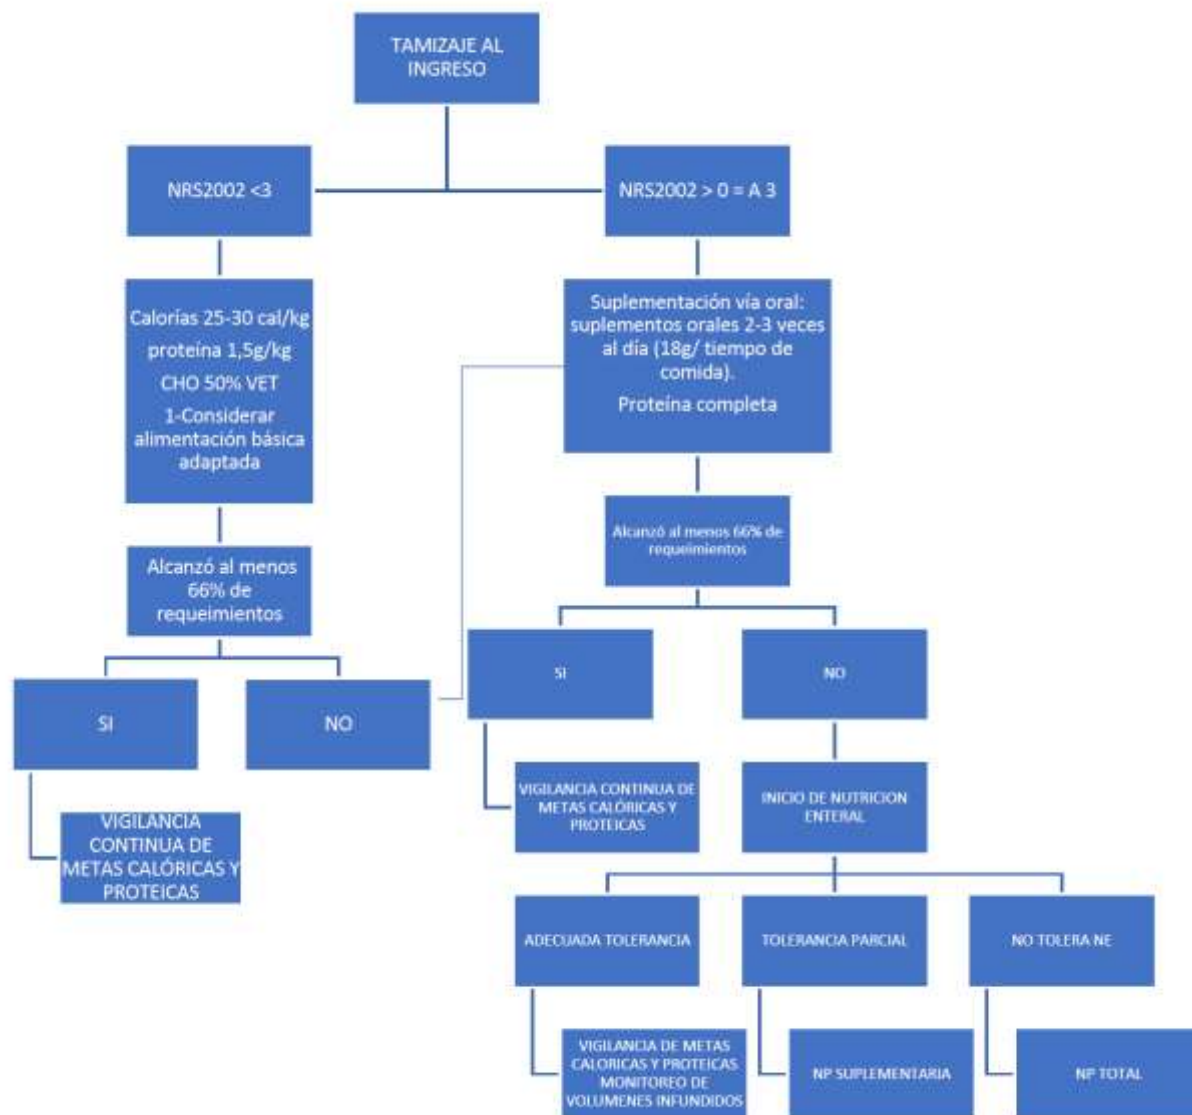 TAMIZAJE AL
INGRESO
NRS2002 <3
NRS2002 > 0 = A 3
Calorías 25-30 cal/kg
proteína 1,5g/kg
CHO 50% VET
1-Considerar
alimentación básica
adaptada
Suplementación vía oral:
suplementos orales 2-3 veces
al día (18g/ tiempo de
comida).
Proteína completa
Alcanzó al menos
66% de
requeimientos
Alcanzó al menos 66% de
requeimientos
SI
NO
SI
NO
VIGILANCIA
CONTINUA DE
METAS CALÓRICAS Y
PROTEICAS
VIGILANCIA CONTINUA DE
METAS CALÓRICAS Y
PROTEICAS
INICIO DE NUTRICION
ENTERAL
ADECUADA TOLERANCIA
TOLERANCIA PARCIAL
NO TOLERA NE
VIGILANCIA DE METAS
CALORICAS Y PROTEICAS
MONITOREO DE
VOLUMENES INFUNDIDOS
NP SUPLEMENTARIA
NP TOTAL